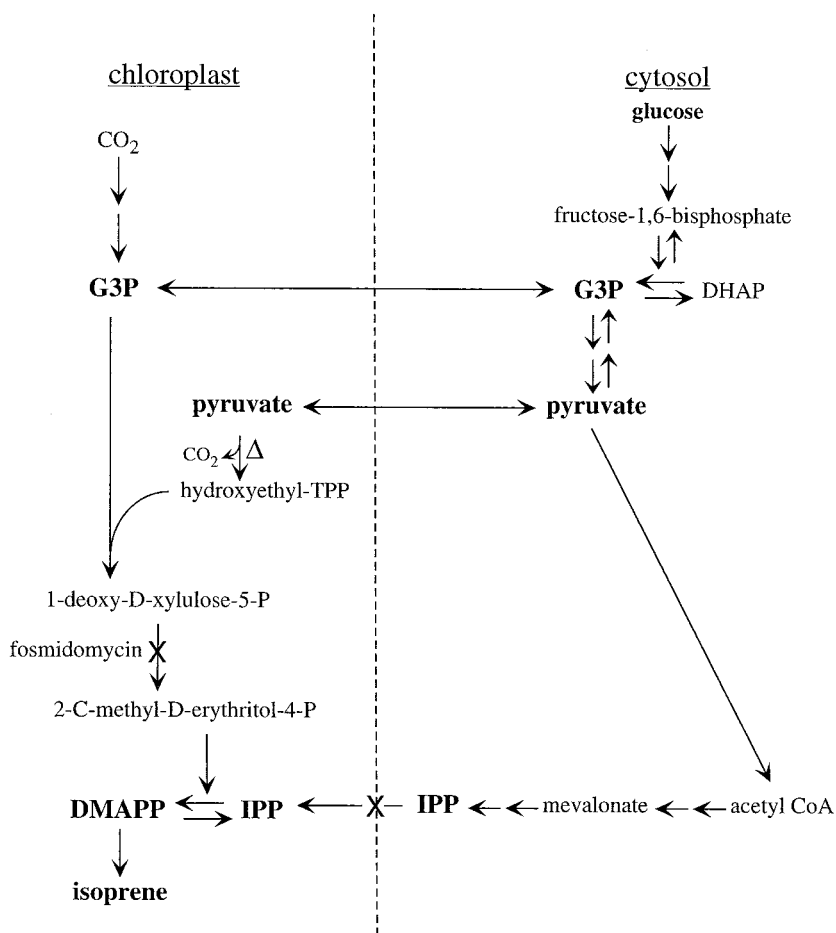 chloroplast
cytosol
glucose
CO2
fructose-1,6-bisphosphate
G3P
G3P
DHAP
pyruvate
pyruvate
CO2
Δ
hydroxyethyl-TPP
1-deoxy-D-xylulose-5-P
fosmidomycin X
2-C-methyl-D-erythritol-4-P
DMAPP
IPP
X
IPP
mevalonate
acetyl CoA
isoprene